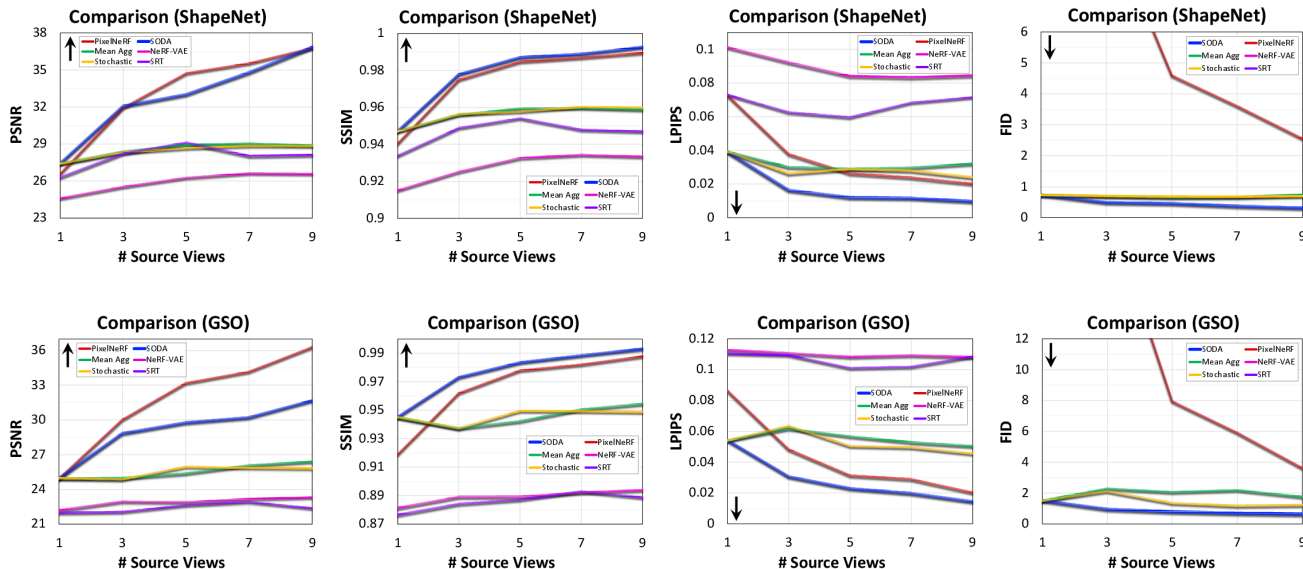 Comparison (ShapeNet)
PSNR
38
35
32
29
26
23
PixelNeRF SODA
Mean Agg NeRF-VAE
Stochastic SRT
1 3 5 7 9
# Source Views
Comparison (ShapeNet)
SSIM
1
0.98
0.96
0.94
0.92
0.9
PixelNeRF SODA
Mean Agg NeRF-VAE
Stochastic SRT
1 3 5 7 9
# Source Views
Comparison (ShapeNet)
LPIPS
0.1
0.08
0.06
0.04
0.02
0
SODA PixelNeRF
Mean Agg NeRF-VAE
Stochastic SRT
1 3 5 7 9
# Source Views
Comparison (ShapeNet)
FID
6
5
4
3
2
1
0
SODA PixelNeRF
Mean Agg NeRF-VAE
Stochastic SRT
1 3 5 7 9
# Source Views
Comparison (GSO)
PSNR
36
33
30
27
24
21
PixelNeRF SODA
Mean Agg NeRF-VAE
Stochastic SRT
1 3 5 7 9
# Source Views
Comparison (GSO)
SSIM
0.99
0.97
0.95
0.93
0.91
0.89
0.87
SODA PixelNeRF
Mean Agg NeRF-VAE
Stochastic SRT
1 3 5 7 9
# Source Views
Comparison (GSO)
LPIPS
0.12
0.1
0.08
0.06
0.04
0.02
0
SODA PixelNeRF
Mean Agg NeRF-VAE
Stochastic SRT
1 3 5 7 9
# Source Views
Comparison (GSO)
FID
12
10
8
6
4
2
0
SODA PixelNeRF
Mean Agg NeRF-VAE
Stochastic SRT
1 3 5 7 9
# Source Views